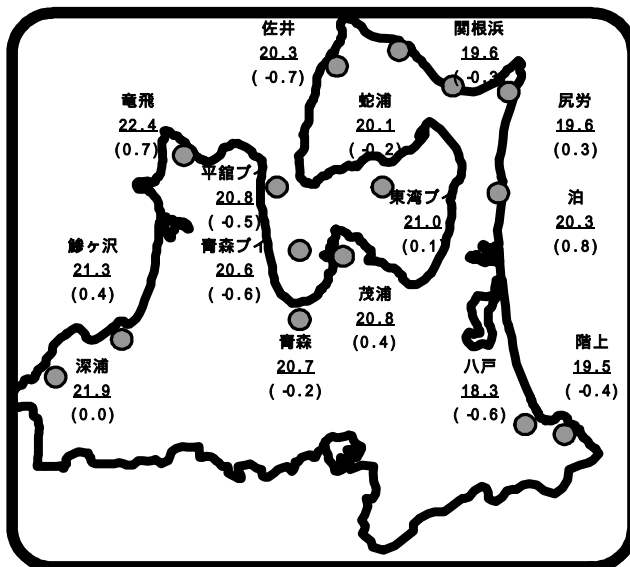 佐井
20.3
(-0.7)
関根浜
19.6
(-0.3)
竜飛
22.4
(0.7)
蛇浦
20.1
(-0.2)
尻労
19.6
(0.3)
平舘ブイ
20.8
(-0.5)
東湾ブイ
21.0
(0.1)
泊
20.3
(0.8)
鰺ヶ沢
21.3
(0.4)
青森ブイ
20.6
(-0.6)
茂浦
20.8
(0.4)
深浦
21.9
(0.0)
青森
20.7
(-0.2)
八戸
18.3
(-0.6)
階上
19.5
(-0.4)